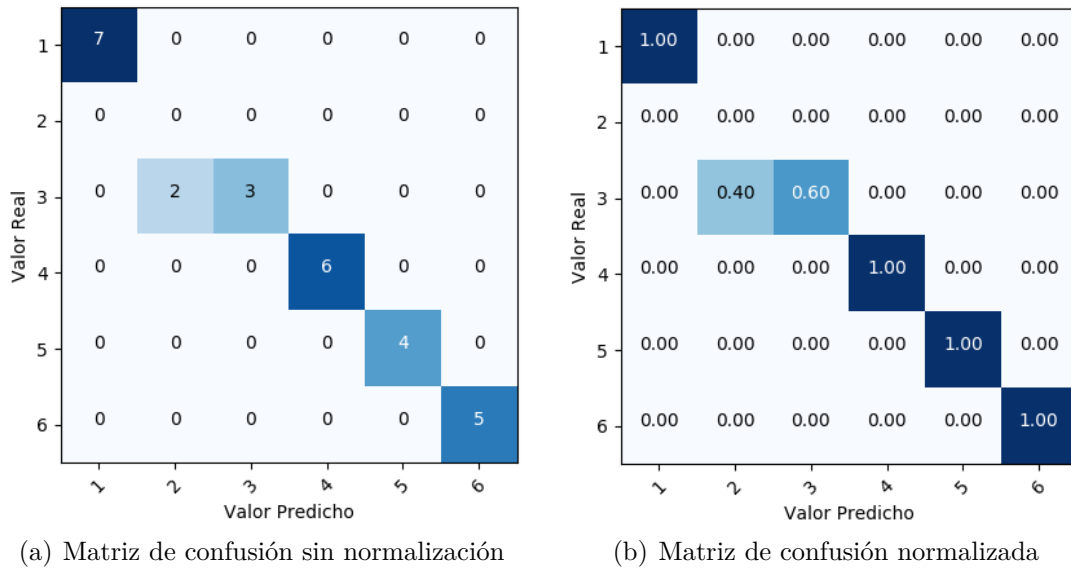 1 7 0 0 0 0 0
2 0 0 0 0 0 0
3 0 2 3 0 0 0
4 0 0 0 6 0 0
5 0 0 0 0 4 0
6 0 0 0 0 0 5
1 2 3 4 5 6
Valor Real
Valor Predicho
(a) Matriz de confusión sin normalización
1 1.00 0.00 0.00 0.00 0.00 0.00
2 0.00 0.00 0.00 0.00 0.00 0.00
3 0.00 0.40 0.60 0.00 0.00 0.00
4 0.00 0.00 0.00 1.00 0.00 0.00
5 0.00 0.00 0.00 0.00 1.00 0.00
6 0.00 0.00 0.00 0.00 0.00 1.00
1 2 3 4 5 6
Valor Real
Valor Predicho
(b) Matriz de confusión normalizada